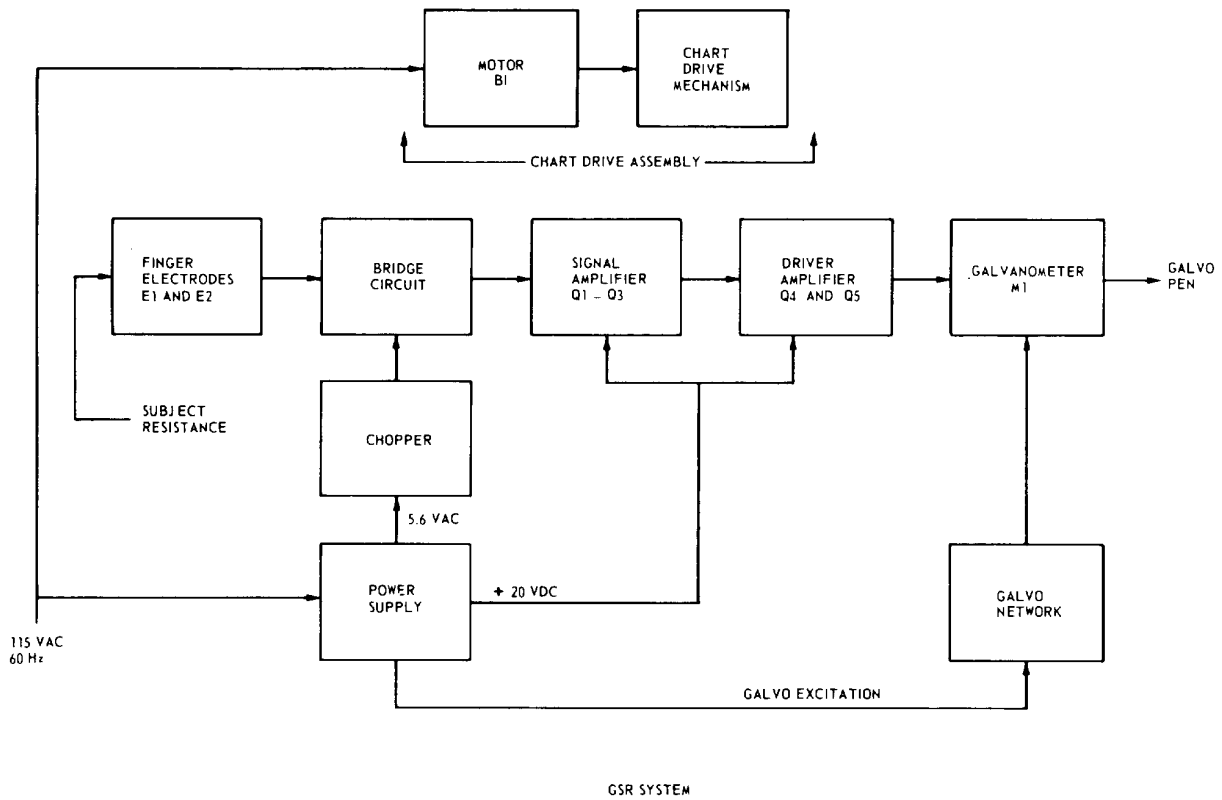 MOTOR
BI
CHART
DRIVE
MECHANISM
CHART DRIVE ASSEMBLY
FINGER
ELECTRODES
E1 AND E2
BRIDGE
CIRCUIT
SIGNAL
AMPLIFIER
Q1 – Q3
DRIVER
AMPLIFIER
Q4 AND Q5
GALVANOMETER
M1
GALVO
PEN
SUBJECT
RESISTANCE
CHOPPER
5.6 VAC
POWER
SUPPLY
+ 20 VDC
GALVO
NETWORK
115 VAC
60 Hz
GALVO EXCITATION
GSR SYSTEM